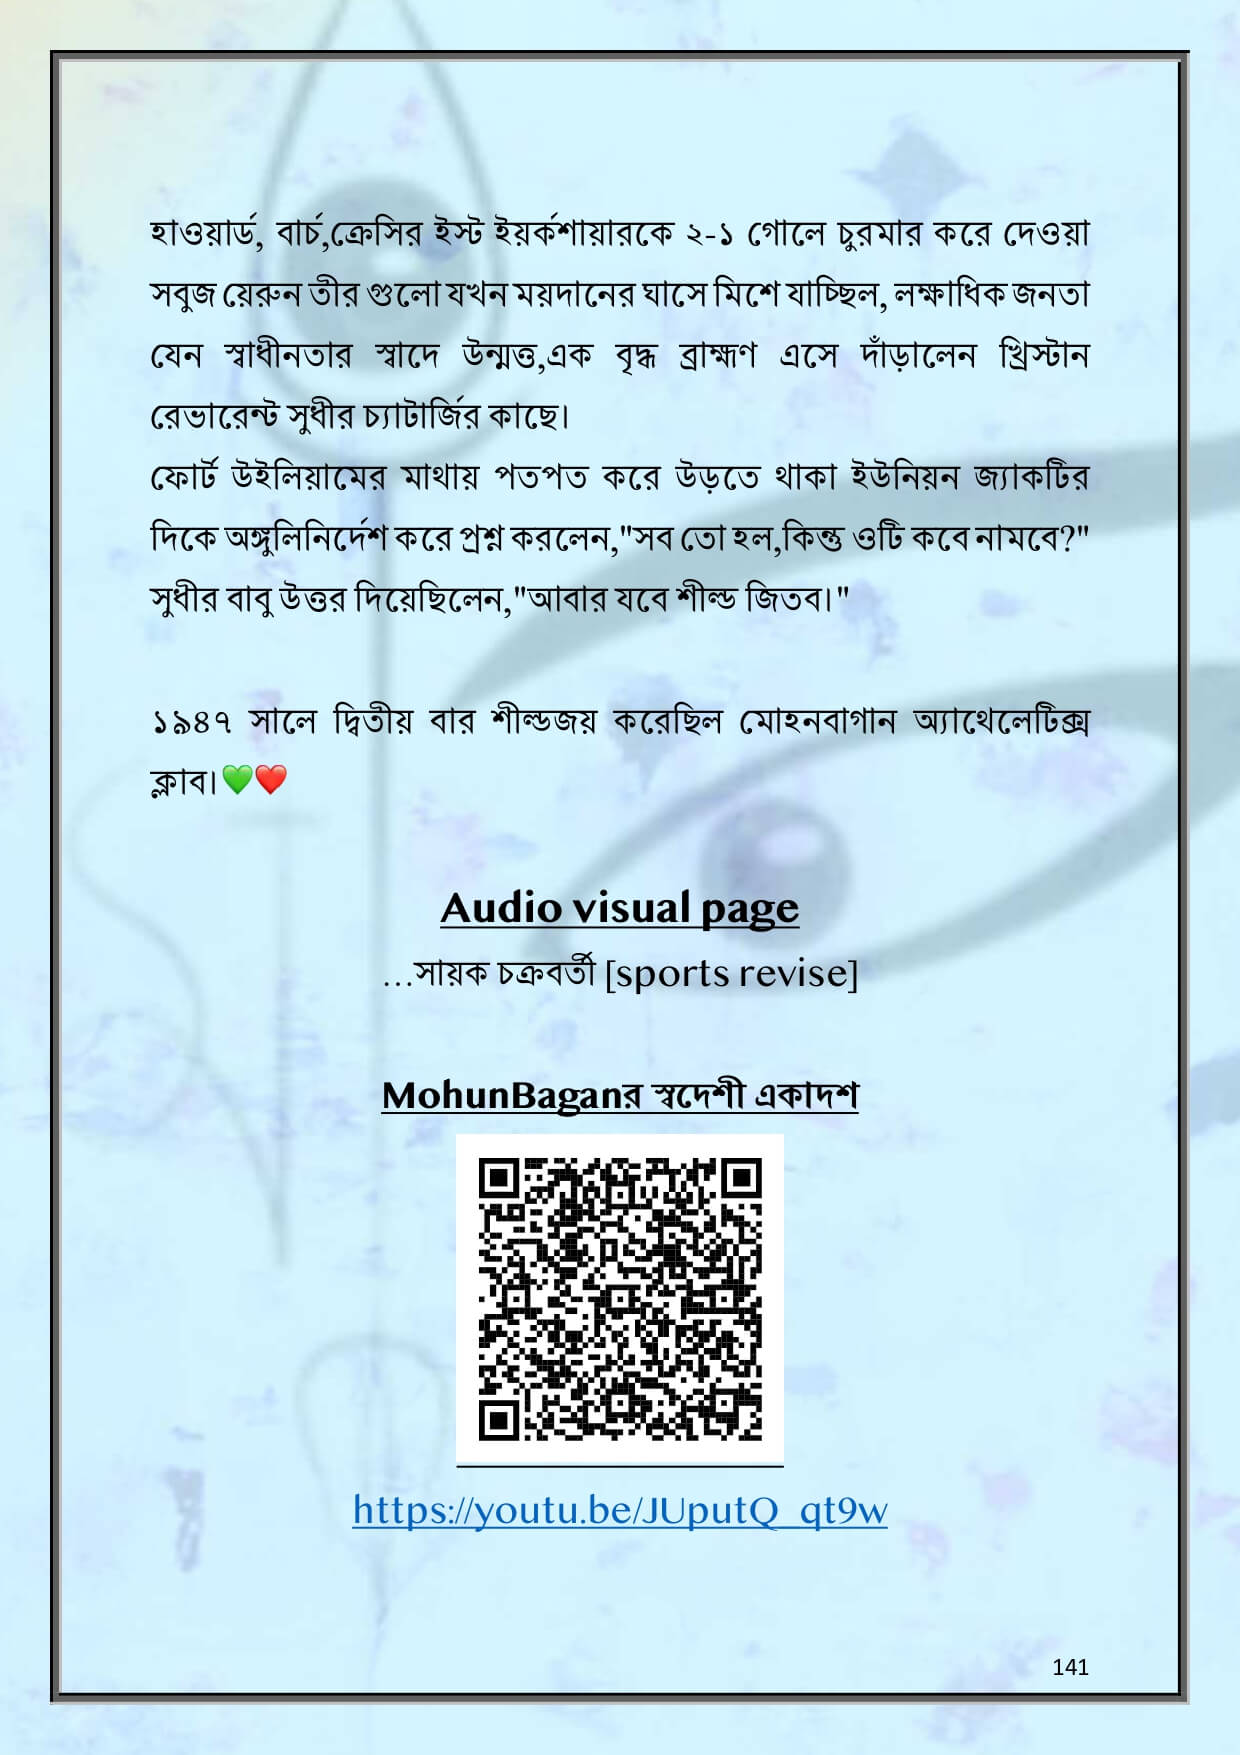 হাওয়ার্ড, বার্চ,ক্রেসির ইস্ট ইয়র্কশায়ারকে ২-১ গোলে চুরমার করে দেওয়া
সবুজ য়েরুন তীর গুলো যখন ময়দানের ঘাসে মিশে যাচ্ছিল, লক্ষাধিক জনতা
যেন স্বাধীনতার স্বাদে উন্মত্ত,এক বৃদ্ধ ব্রাহ্মণ এসে দাঁড়ালেন খ্রিস্টান
রেভারেন্ট সুধীর চ্যাটার্জির কাছে।
ফোর্ট উইলিয়ামের মাথায় পতপত করে উড়তে থাকা ইউনিয়ন জ্যাকটির
দিকে অঙ্গুলিনির্দেশ করে প্রশ্ন করলেন,"সব তো হল,কিন্তু ওটি কবে নামবে?"
সুধীর বাবু উত্তর দিয়েছিলেন,"আবার যবে শীল্ড জিতব।"
১৯৪৭ সালে দ্বিতীয় বার শীল্ডজয় করেছিল মোহনবাগান অ্যাথেলেটিক্স
ক্লাব।💚❤️
Audio visual page
...সায়ক চক্রবর্তী [sports revise]
MohunBaganর স্বদেশী একাদশ
https://youtu.be/JUputQ_qt9w
141